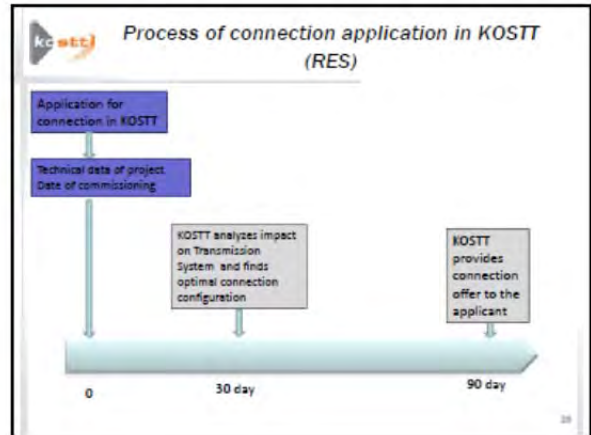 kostt
Process of connection application in KOSTT
(RES)
Application for
connection in KOSTT
Technical data of project
Date of commissioning
KOSTT analyzes impact
on Transmission
System and finds
optimal connection
configuration
KOSTT
provides
connection
offer to the
applicant
0
30 day
90 day